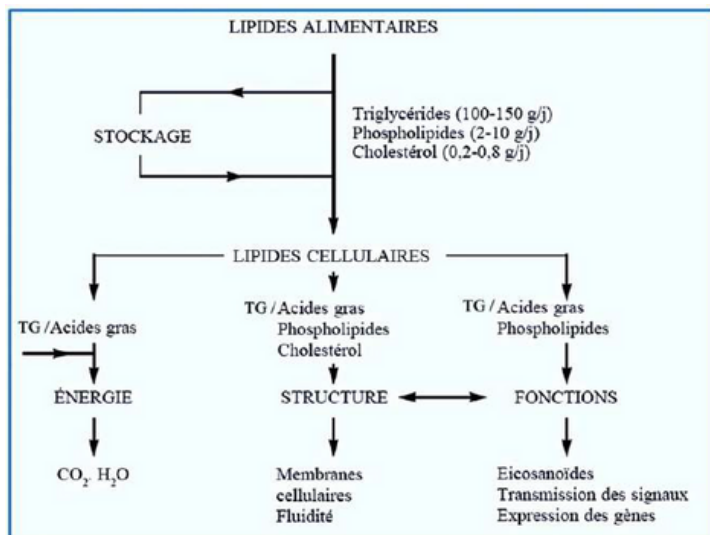 LIPIDES ALIMENTAIRES
STOCKAGE
Triglycérides (100-150 g/j)
Phospholipides (2-10 g/j)
Cholestérol (0,2-0,8 g/j)
LIPIDES CELLULAIRES
TG/Acides gras
ÉNERGIE
CO₂. H₂O
TG/Acides gras
Phospholipides
Cholestérol
STRUCTURE
Membranes
cellulaires
Fluidité
TG/Acides gras
Phospholipides
FONCTIONS
Eicosanoïdes
Transmission des signaux
Expression des gènes